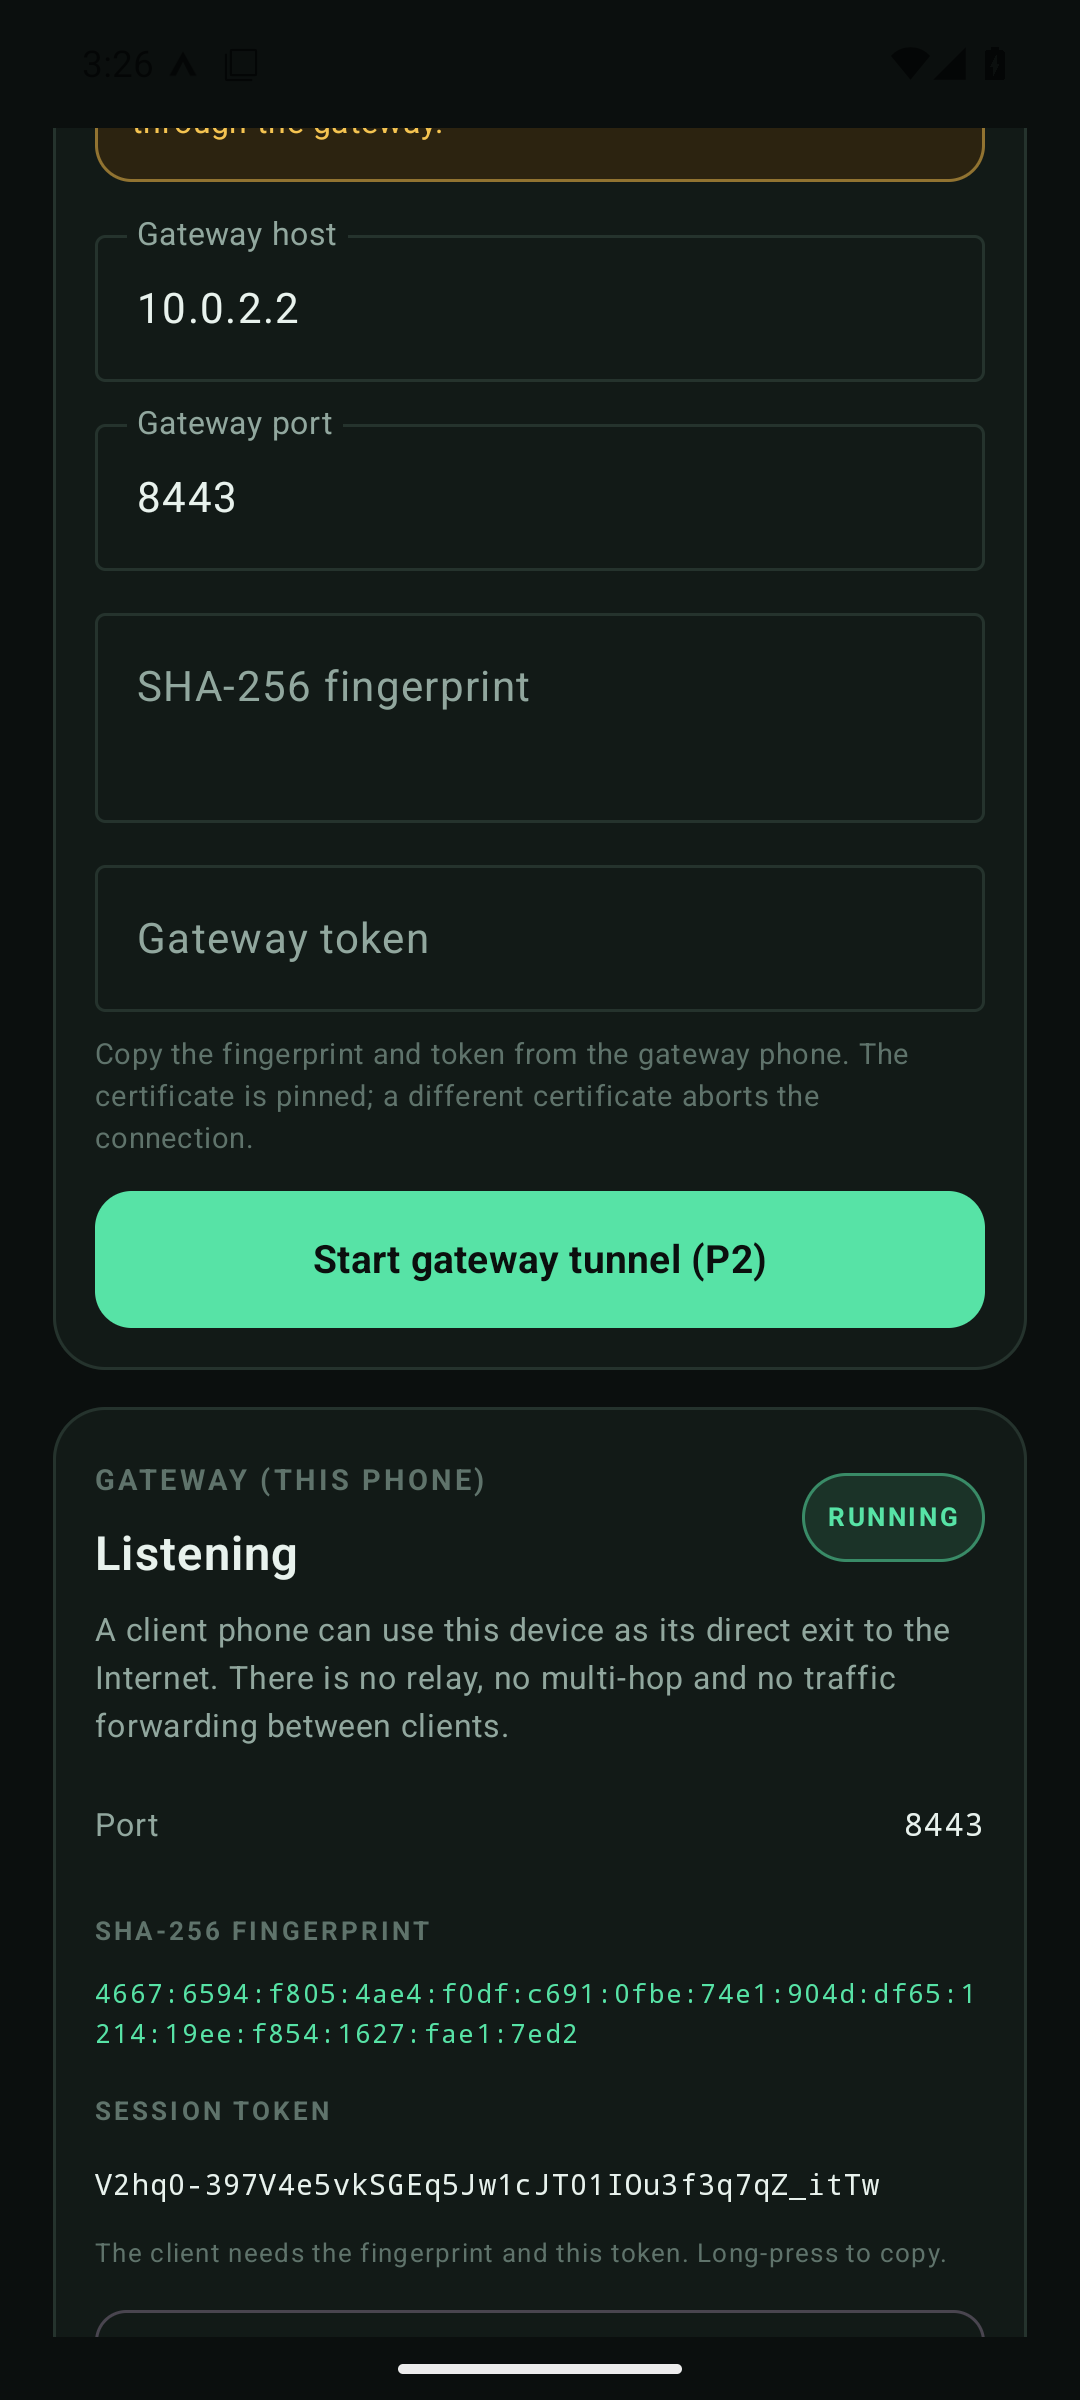 3:26
through the gateway.
Gateway host
10.0.2.2
Gateway port
8443
SHA-256 fingerprint
Gateway token
Copy the fingerprint and token from the gateway phone. The
certificate is pinned; a different certificate aborts the
connection.
Start gateway tunnel (P2)
GATEWAY (THIS PHONE)
RUNNING
Listening
A client phone can use this device as its direct exit to the
Internet. There is no relay, no multi-hop and no traffic
forwarding between clients.
Port 8443
SHA-256 FINGERPRINT
4667:6594:f805:4ae4:f0df:c691:0fbe:74e1:904d:df65:1
214:19ee:f854:1627:fae1:7ed2
SESSION TOKEN
V2hq0-397V4e5vkSGEq5Jw1cJT01IOu3f3q7qZ_itTw
The client needs the fingerprint and this token. Long-press to copy.